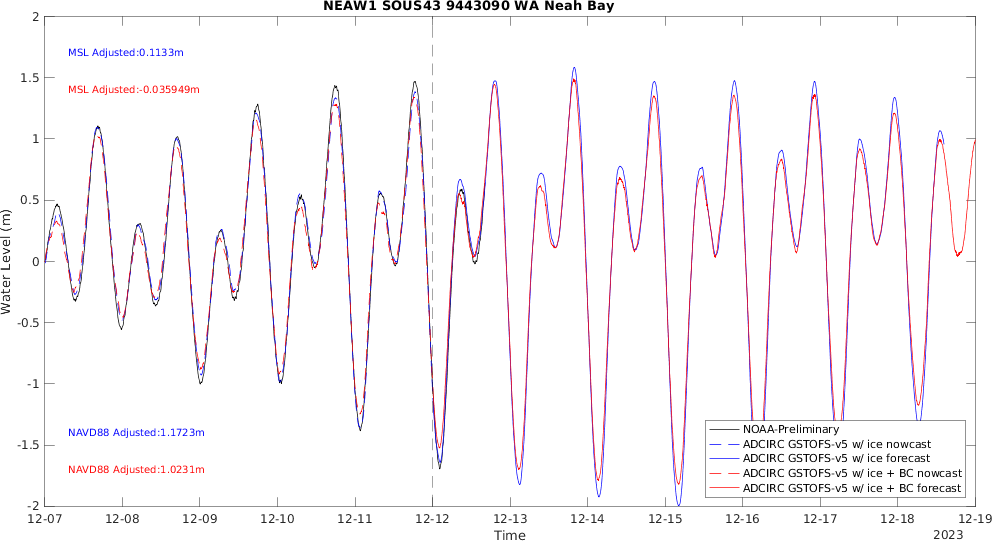 NEAW1 SOUS43 9443090 WA Neah Bay
2
1.5
1
0.5
0
-0.5
-1
-1.5
-2
Water Level (m)
MSL Adjusted:0.1133m
MSL Adjusted:-0.035949m
NAVD88 Adjusted:1.1723m
NAVD88 Adjusted:1.0231m
NOAA-Preliminary
ADCIRC GSTOFS-v5 w/ ice nowcast
ADCIRC GSTOFS-v5 w/ ice forecast
ADCIRC GSTOFS-v5 w/ ice + BC nowcast
ADCIRC GSTOFS-v5 w/ ice + BC forecast
12-07 12-08 12-09 12-10 12-11 12-12 12-13 12-14 12-15 12-16 12-17 12-18 12-19
Time
2023